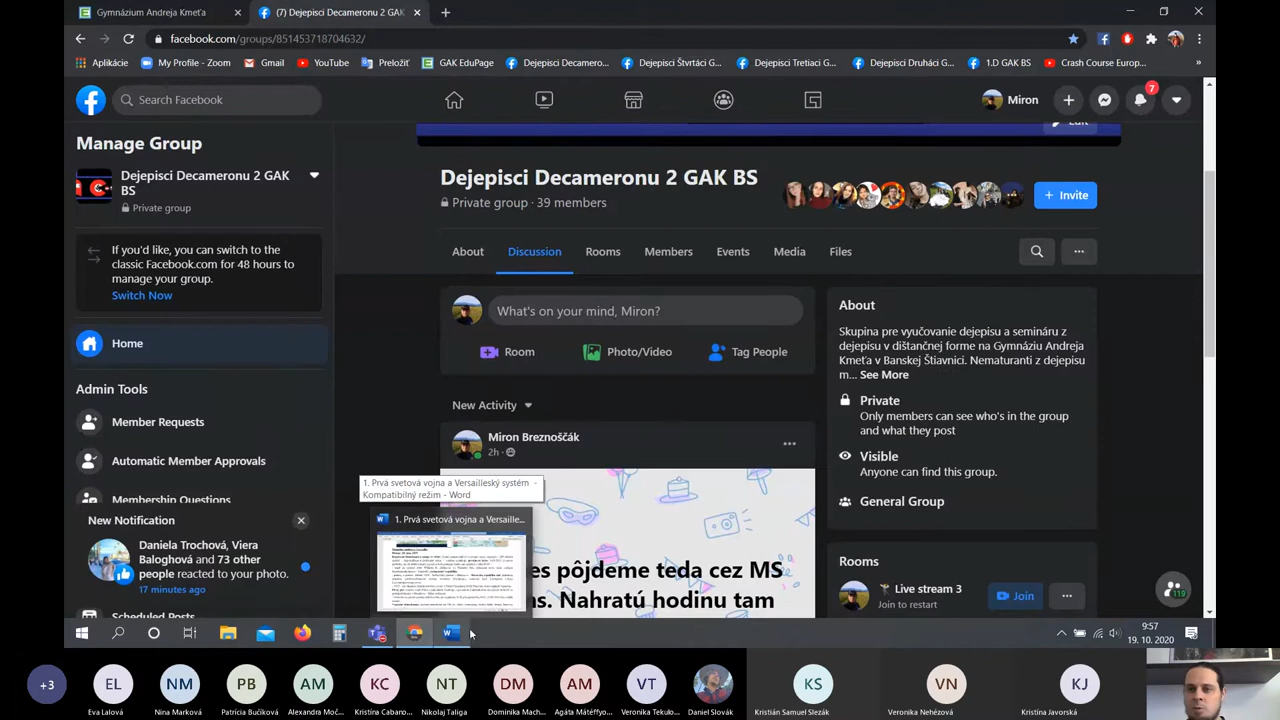 Gymnázium Andreja Kmeťa
(7) Dejepisci Decameronu 2 GAK
facebook.com/groups/851453718704632/
Aplikácie My Profile - Zoom Gmail YouTube Preložiť GAK EduPage Dejepisci Decamero... Dejepisci Štvrtáci G... Dejepisci Tretiaci G... Dejepisci Druháci G... 1.D GAK BS Crash Course Europ... »
Search Facebook
Miron
7
Manage Group
Dejepisci Decameronu 2 GAK
BS
Private group
If you'd like, you can switch to the
classic Facebook.com for 48 hours to
manage your group.
Switch Now
Home
Admin Tools
Member Requests
Automatic Member Approvals
Membership Questions
New Notification
Daniela Trochová, Viera
and 73 other
photo.
17 minutes ago
Scheduled Posts
Edit
Dejepisci Decameronu 2 GAK BS
Private group · 39 members
+ Invite
About Discussion Rooms Members Events Media Files
What's on your mind, Miron?
Room Photo/Video Tag People
New Activity
Miron Breznoščák
2h
1. Prvá svetová vojna a Versailleský systém -
Kompatibilný režim - Word
1. Prvá svetová vojna a Versaille...
es pôjdeme teda cez MS
s. Nahratú hodinu tam
About
Skupina pre vyučovanie dejepisu a semináru z
dejepisu v dištančnej forme na Gymnáziu Andreja
Kmeťa v Banskej Štiavnici. Nematuranti z dejepisu
m... See More
Private
Only members can see who's in the group
and what they post
Visible
Anyone can find this group.
General Group
Rooms
Live stream 3
Join to restart
Join
119
9:57
19. 10. 2020
+3 EL NM PB AM KC NT DM AM VT KS VN KJ
Eva Lalová Nina Marková Patrícia Bučiková Alexandra Moč... Kristína Cabano... Nikolaj Taliga Dominika Mach... Agáta Mátéffyo... Veronika Tekulo... Daniel Slovák Kristián Samuel Slezák Veronika Nehézová Kristína Javorská